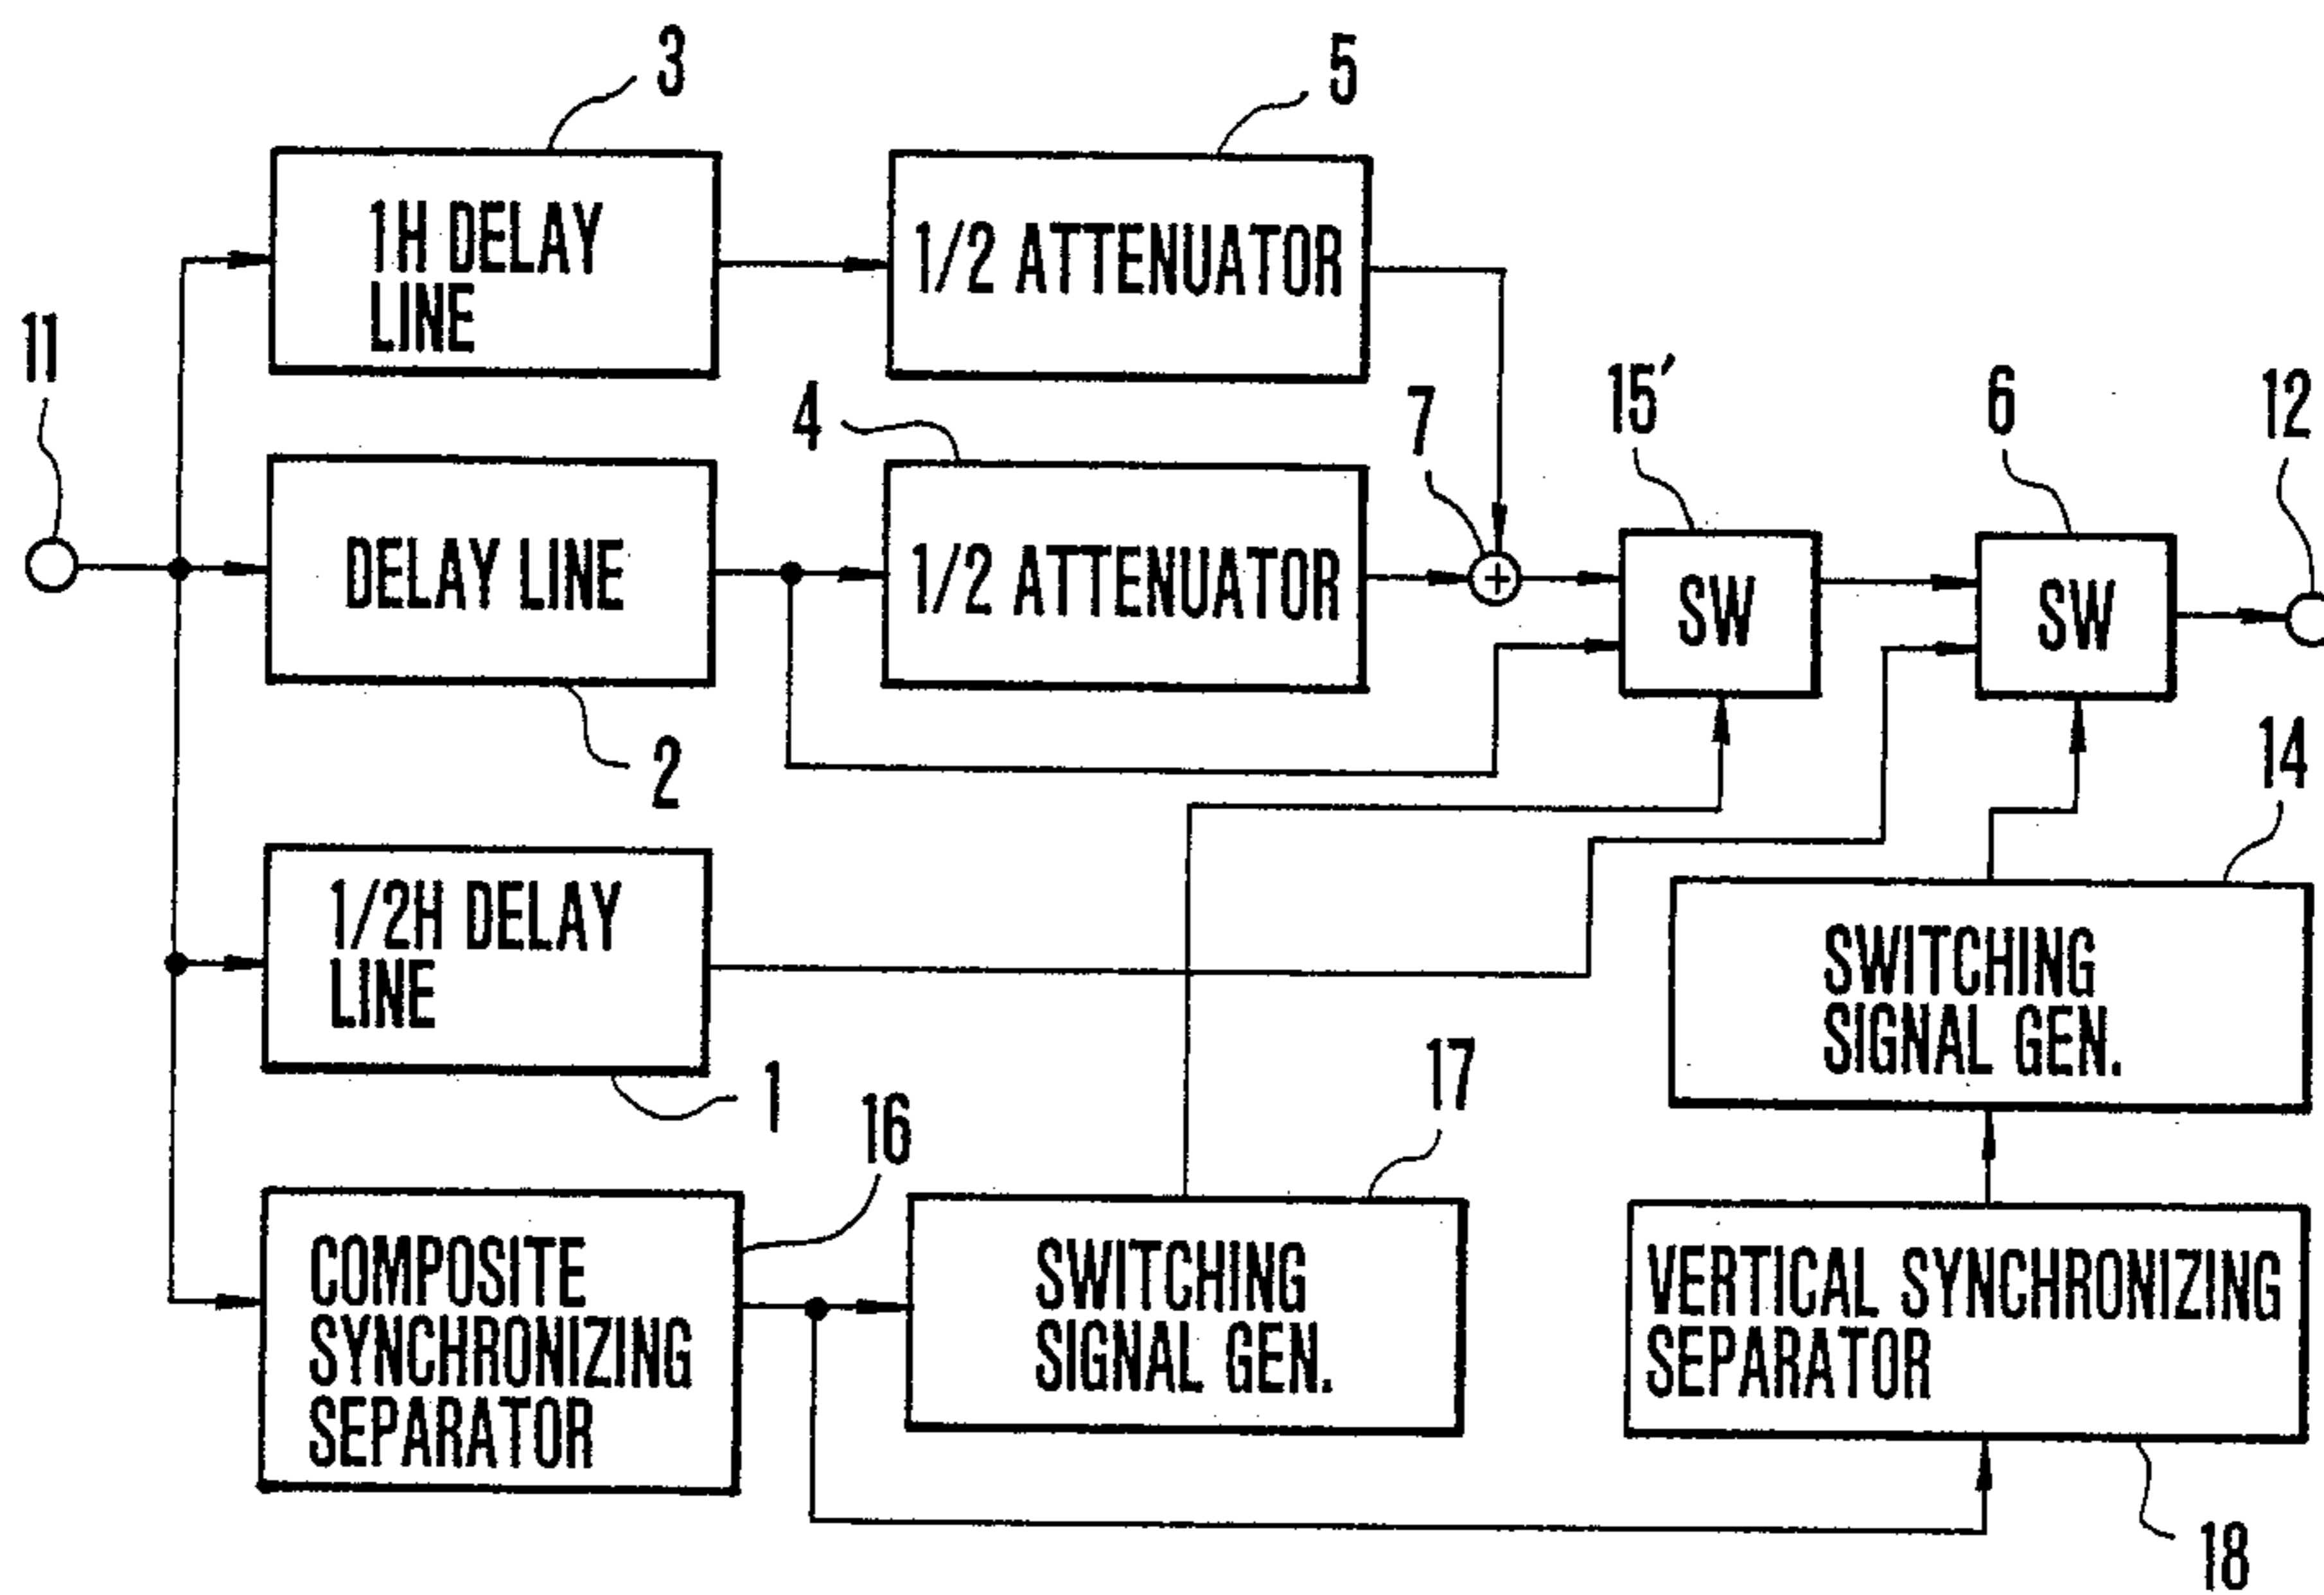 3
5
1H DELAY
LINE
1/2 ATTENUATOR
11
4
7
15'
6
12
DELAY LINE
1/2 ATTENUATOR
+
SW
SW
2
14
1/2H DELAY
LINE
SWITCHING
SIGNAL GEN.
1
16
17
COMPOSITE
SYNCHRONIZING
SEPARATOR
SWITCHING
SIGNAL GEN.
VERTICAL SYNCHRONIZING
SEPARATOR
18